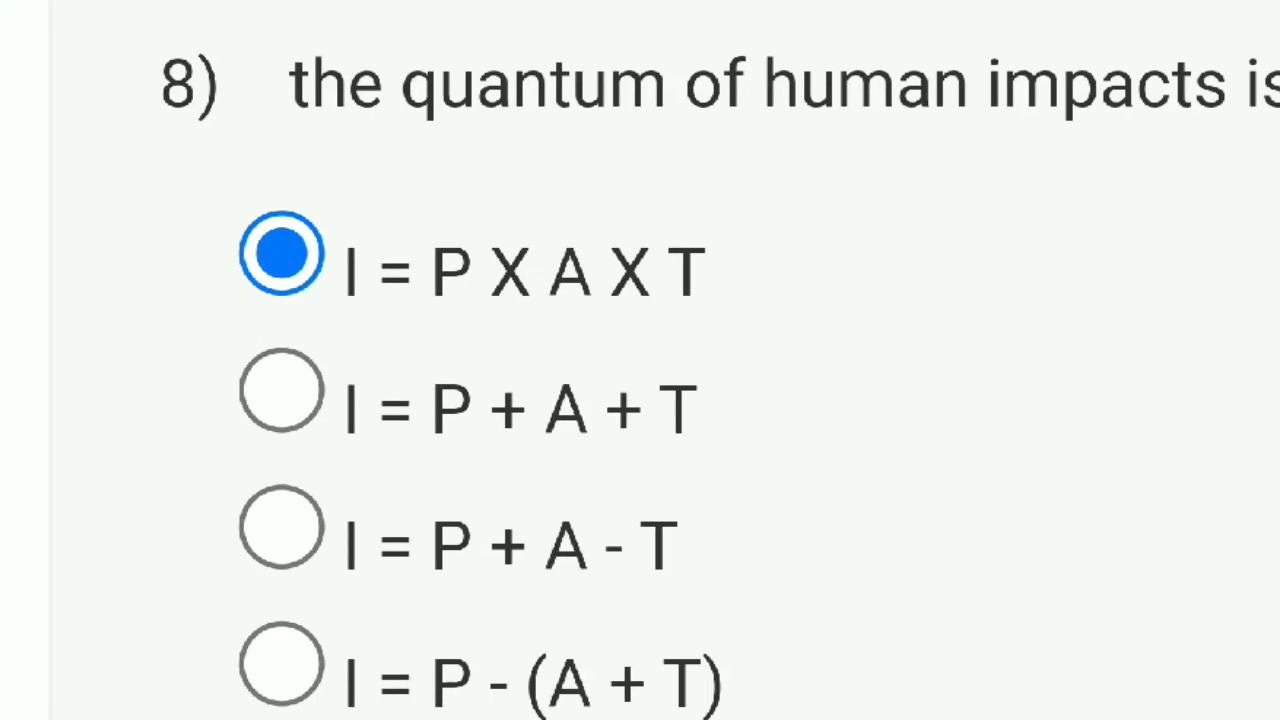 8) the quantum of human impacts is
I = P X A X T
I = P + A + T
I = P + A - T
I = P - (A + T)